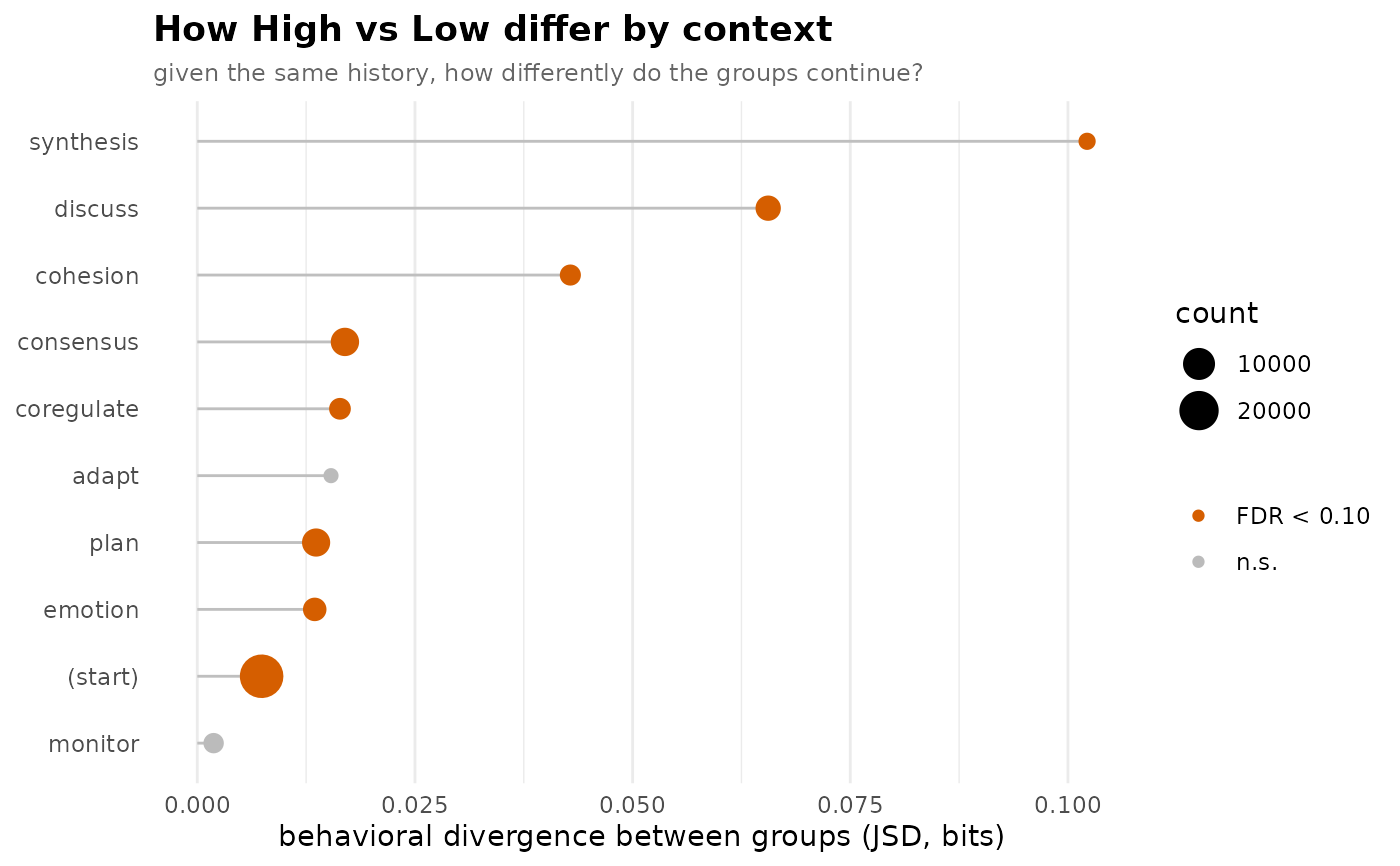 How High vs Low differ by context
given the same history, how differently do the groups continue?
synthesis
discuss
cohesion
consensus
coregulate
adapt
plan
emotion
(start)
monitor
0.000
0.025
0.050
0.075
0.100
behavioral divergence between groups (JSD, bits)
count
10000
20000
FDR < 0.10
n.s.